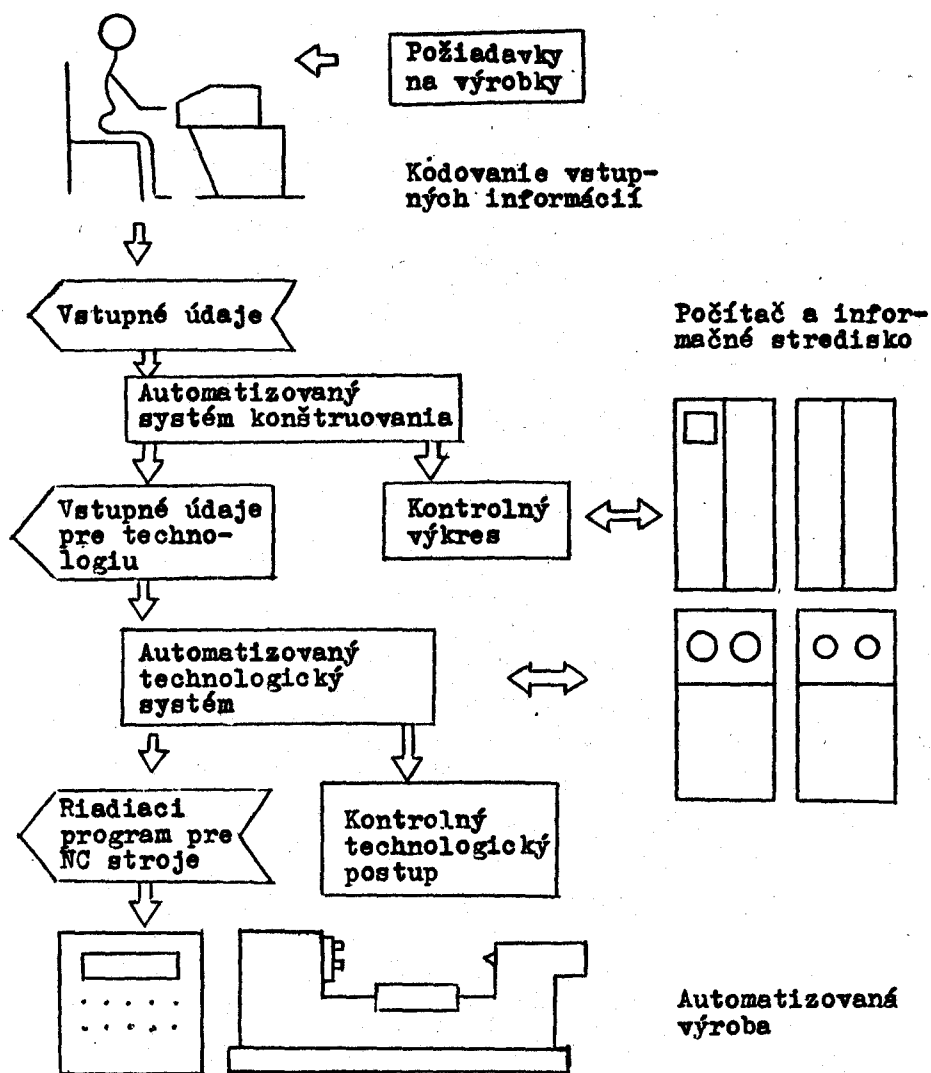 Požiadavky
na výrobky
Kódovanie vstup-
ných informácií
Vstupné údaje
Počítač a infor-
mačné stredisko
Automatizovaný
systém konštruovania
Vstupné údaje
pre techno-
logiu
Kontrolný
výkres
Automatizovaný
technologický
systém
Riadiaci
program pre
NC stroje
Kontrolný
technologický
postup
Automatizovaná
výroba